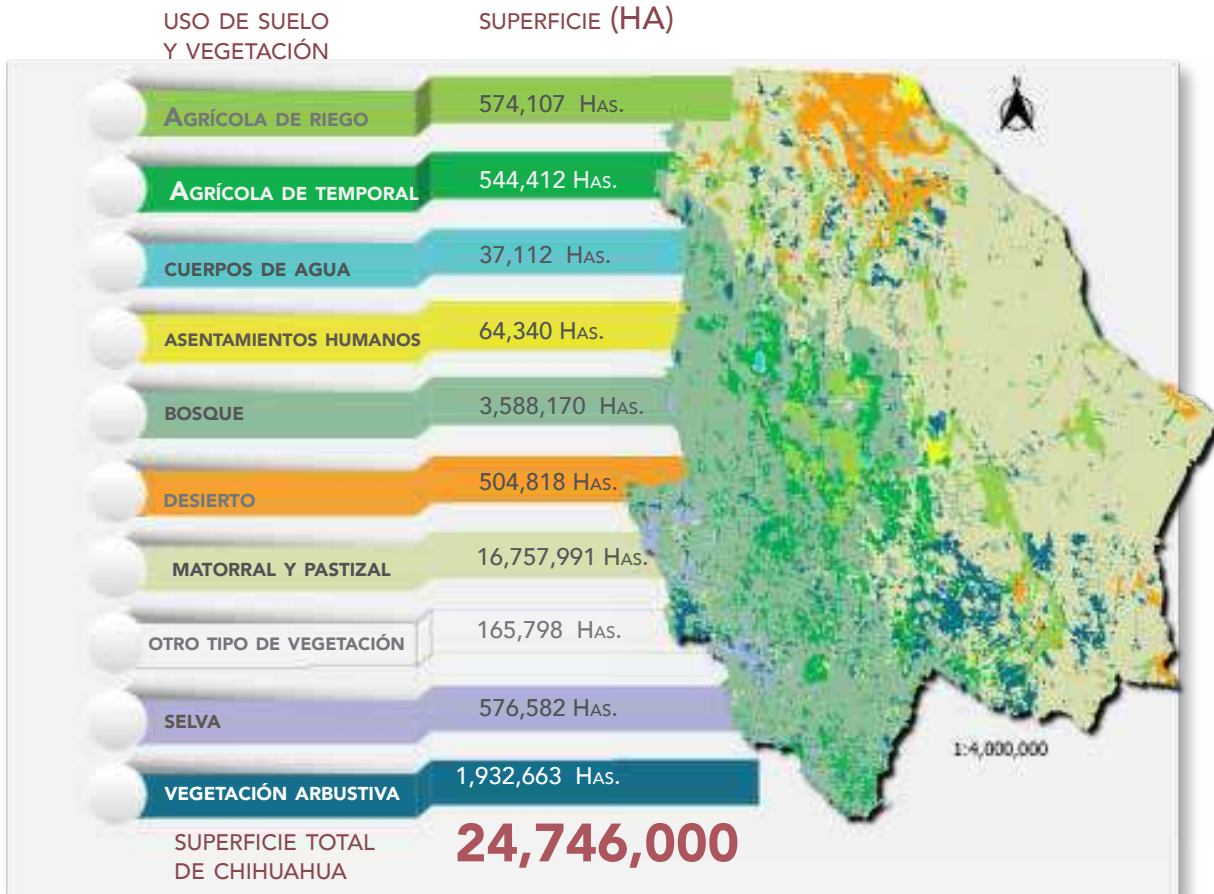 USO DE SUELO
Y VEGETACIÓN
SUPERFICIE (HA)
AGRÍCOLA DE RIEGO 574,107 HAS.
AGRÍCOLA DE TEMPORAL 544,412 HAS.
CUERPOS DE AGUA 37,112 HAS.
ASENTAMIENTOS HUMANOS 64,340 HAS.
BOSQUE 3,588,170 HAS.
DESIERTO 504,818 HAS.
MATORRAL Y PASTIZAL 16,757,991 HAS.
OTRO TIPO DE VEGETACIÓN 165,798 HAS.
SELVA 576,582 HAS.
VEGETACIÓN ARBUSTIVA 1,932,663 HAS.
SUPERFICIE TOTAL
DE CHIHUAHUA
24,746,000
N
1:4,000,000